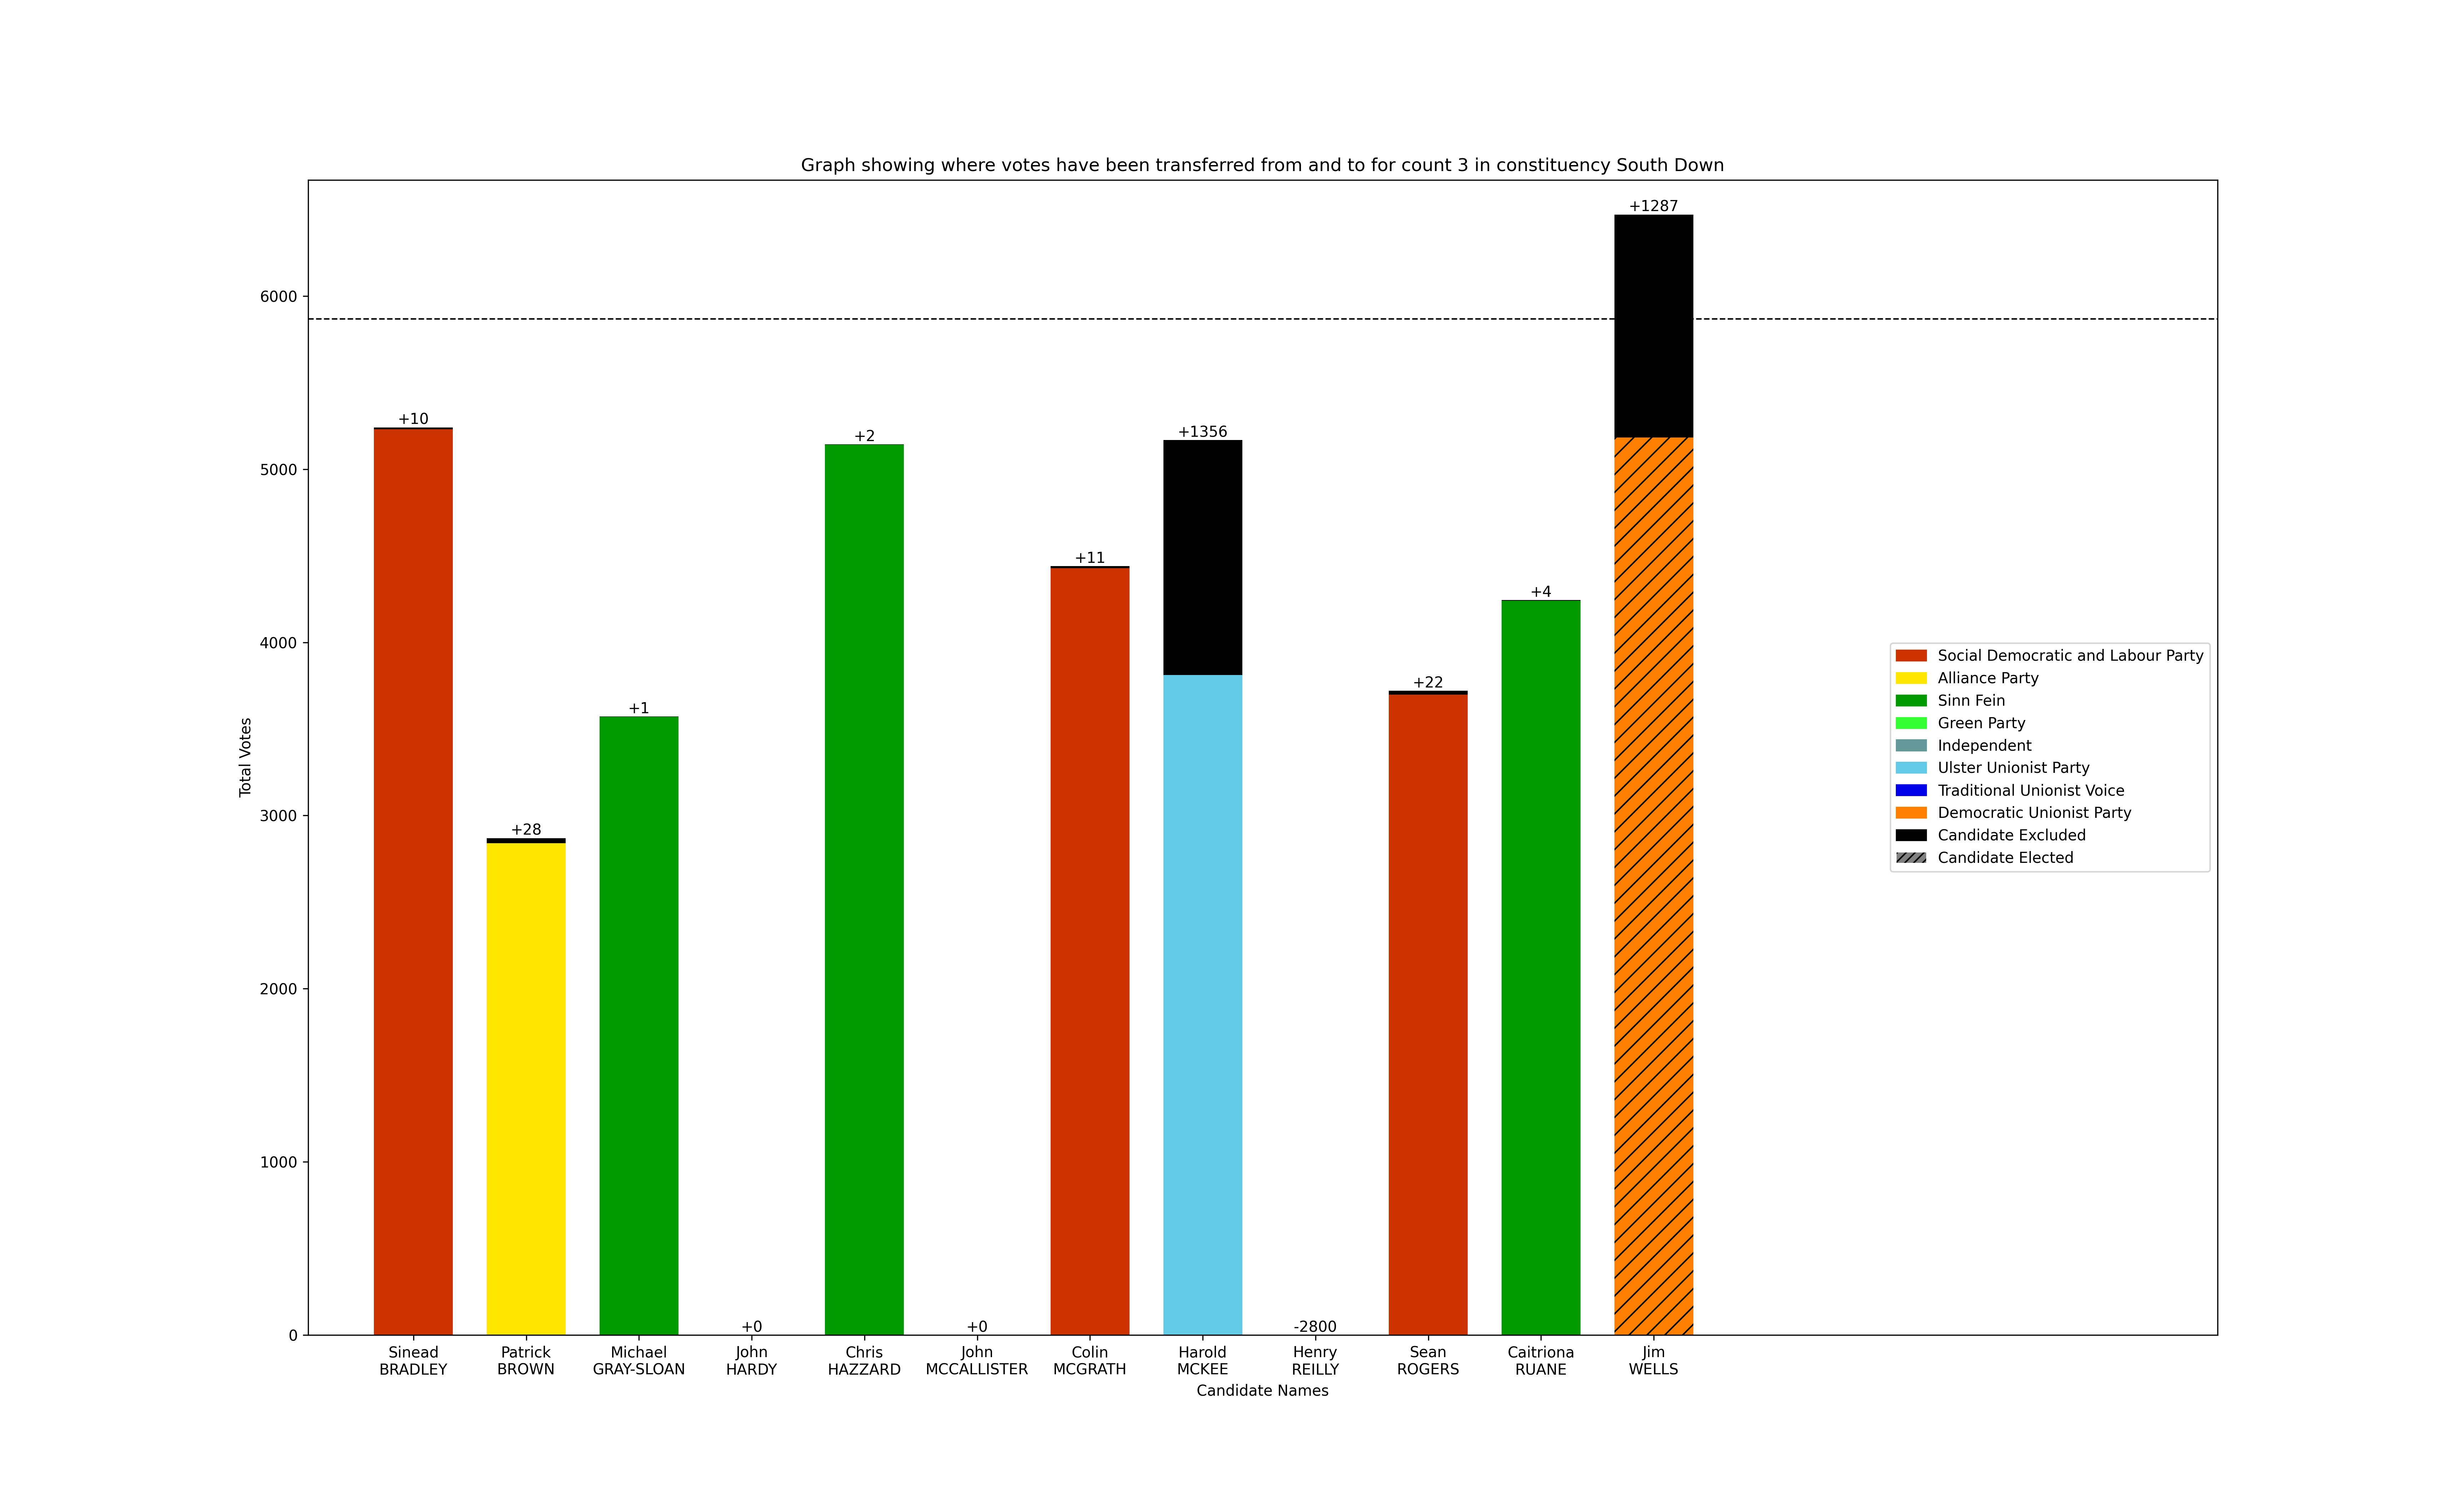 Graph showing where votes have been transferred from and to for count 3 in constituency South Down
+1287
6000
+10
+2
+1356
5000
+11
+4
4000
+22
+1
Social Democratic and Labour Party
Alliance Party
Sinn Fein
Green Party
Independent
Ulster Unionist Party
Traditional Unionist Voice
Democratic Unionist Party
Candidate Excluded
Candidate Elected
Total Votes
3000
+28
2000
1000
0
+0
+0
-2800
Sinead
BRADLEY
Patrick
BROWN
Michael
GRAY-SLOAN
John
HARDY
Chris
HAZZARD
John
MCCALLISTER
Colin
MCGRATH
Harold
MCKEE
Henry
REILLY
Sean
ROGERS
Caitriona
RUANE
Jim
WELLS
Candidate Names